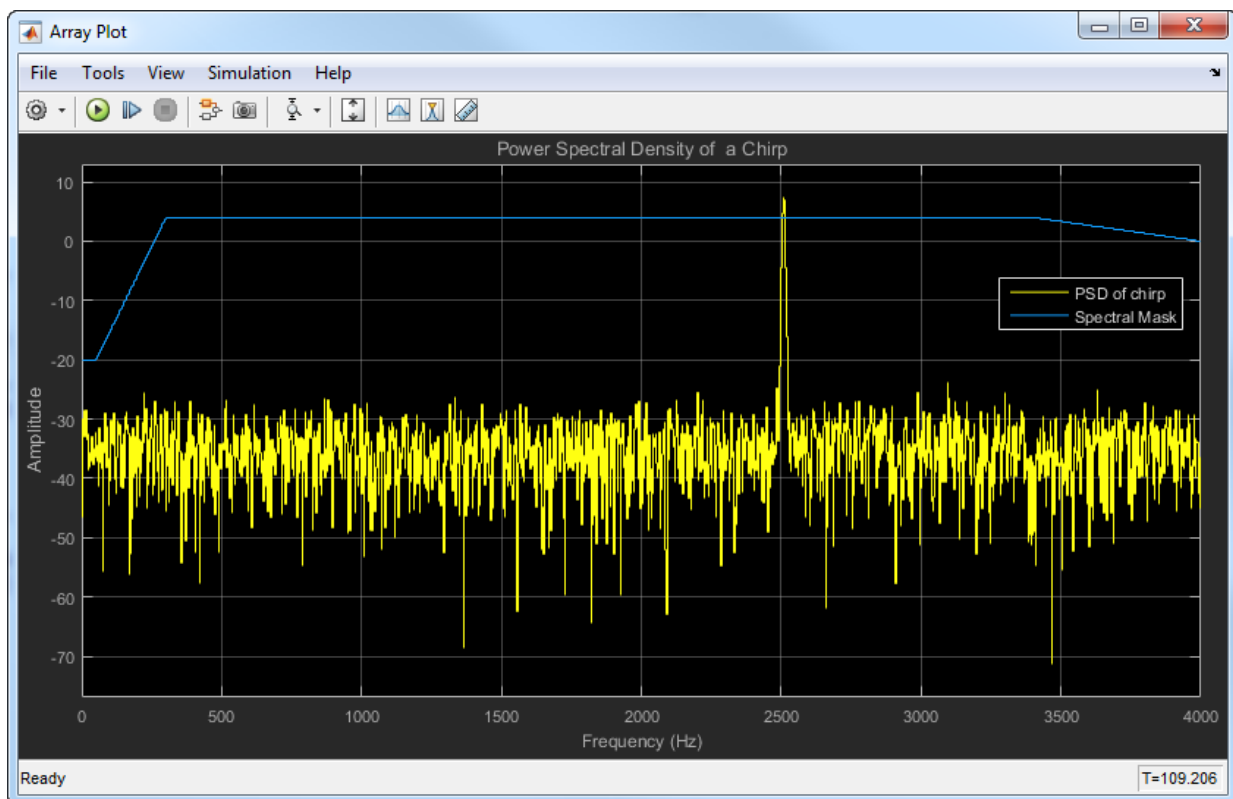 Array Plot
File Tools View Simulation Help
Power Spectral Density of a Chirp
10
0
-10
-20
-30
-40
-50
-60
-70
Amplitude
PSD of chirp
Spectral Mask
0 500 1000 1500 2000 2500 3000 3500 4000
Frequency (Hz)
Ready T=109.206